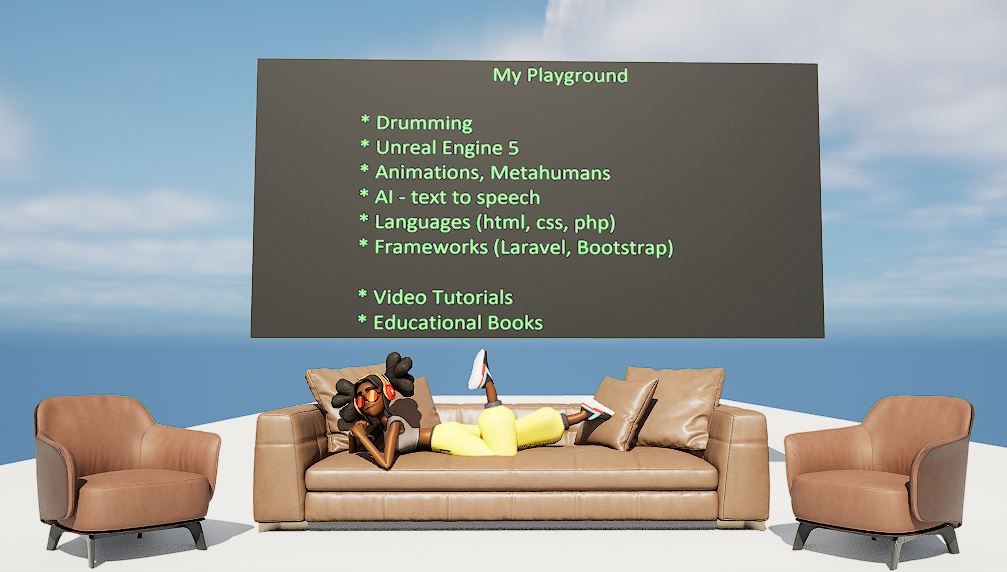 My Playground
* Drumming
* Unreal Engine 5
* Animations, Metahumans
* AI - text to speech
* Languages (html, css, php)
* Frameworks (Laravel, Bootstrap)
* Video Tutorials
* Educational Books